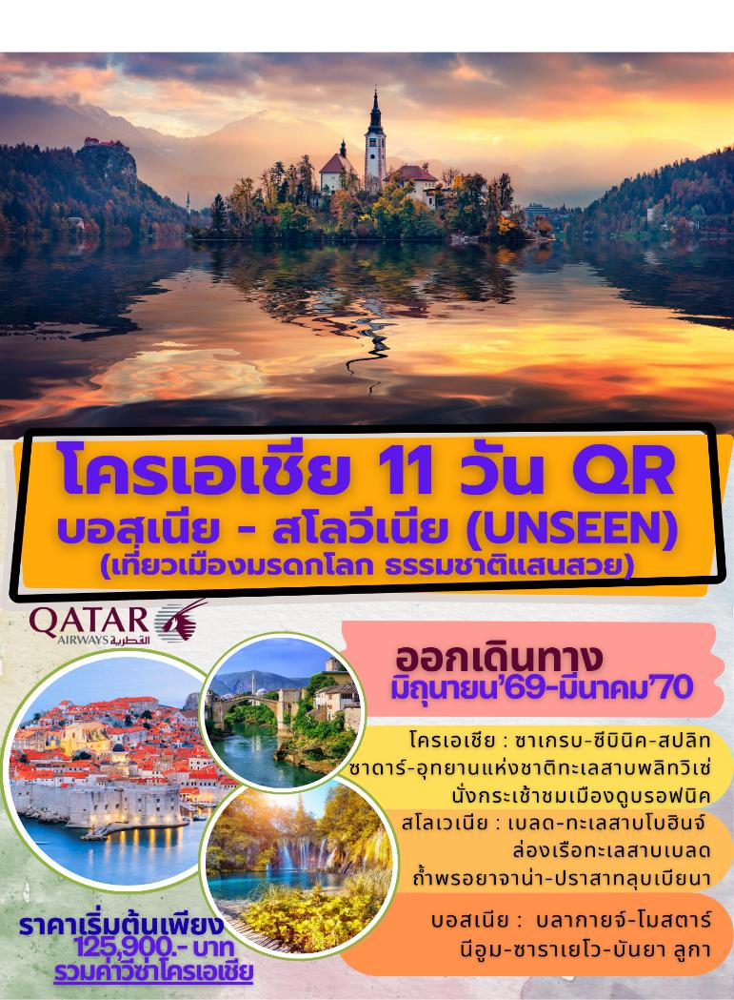 โครเอเชีย 11 วัน QR
บอสเนีย - สโลวีเนีย (UNSEEN)
(เที่ยวเมืองมรดกโลก ธรรมชาติแสนสวย)
QATAR
AIRWAYS القطرية
ออกเดินทาง
มิถุนายน’69-มีนาคม’70
โครเอเชีย : ซาเกรบ-ซีบินิค-สปลิท
ซาดาร์-อุทยานแห่งชาติทะเลสาบพลิทวิเซ่
นั่งกระเช้าชมเมืองดูบรอฟนิค
สโลเวเนีย : เบลด-ทะเลสาบโบฮินจ์
ล่องเรือทะเลสาบเบลด
ถ้ำพรอยาจาน่า-ปราสาทลุบเบียนา
บอสเนีย : บลากายจ์-โมสตาร์
นีอูม-ซาราเยโว-บันยา ลูกา
ราคาเริ่มต้นเพียง
125,900.- บาท
รวมค่าวีซ่าโครเอเชีย